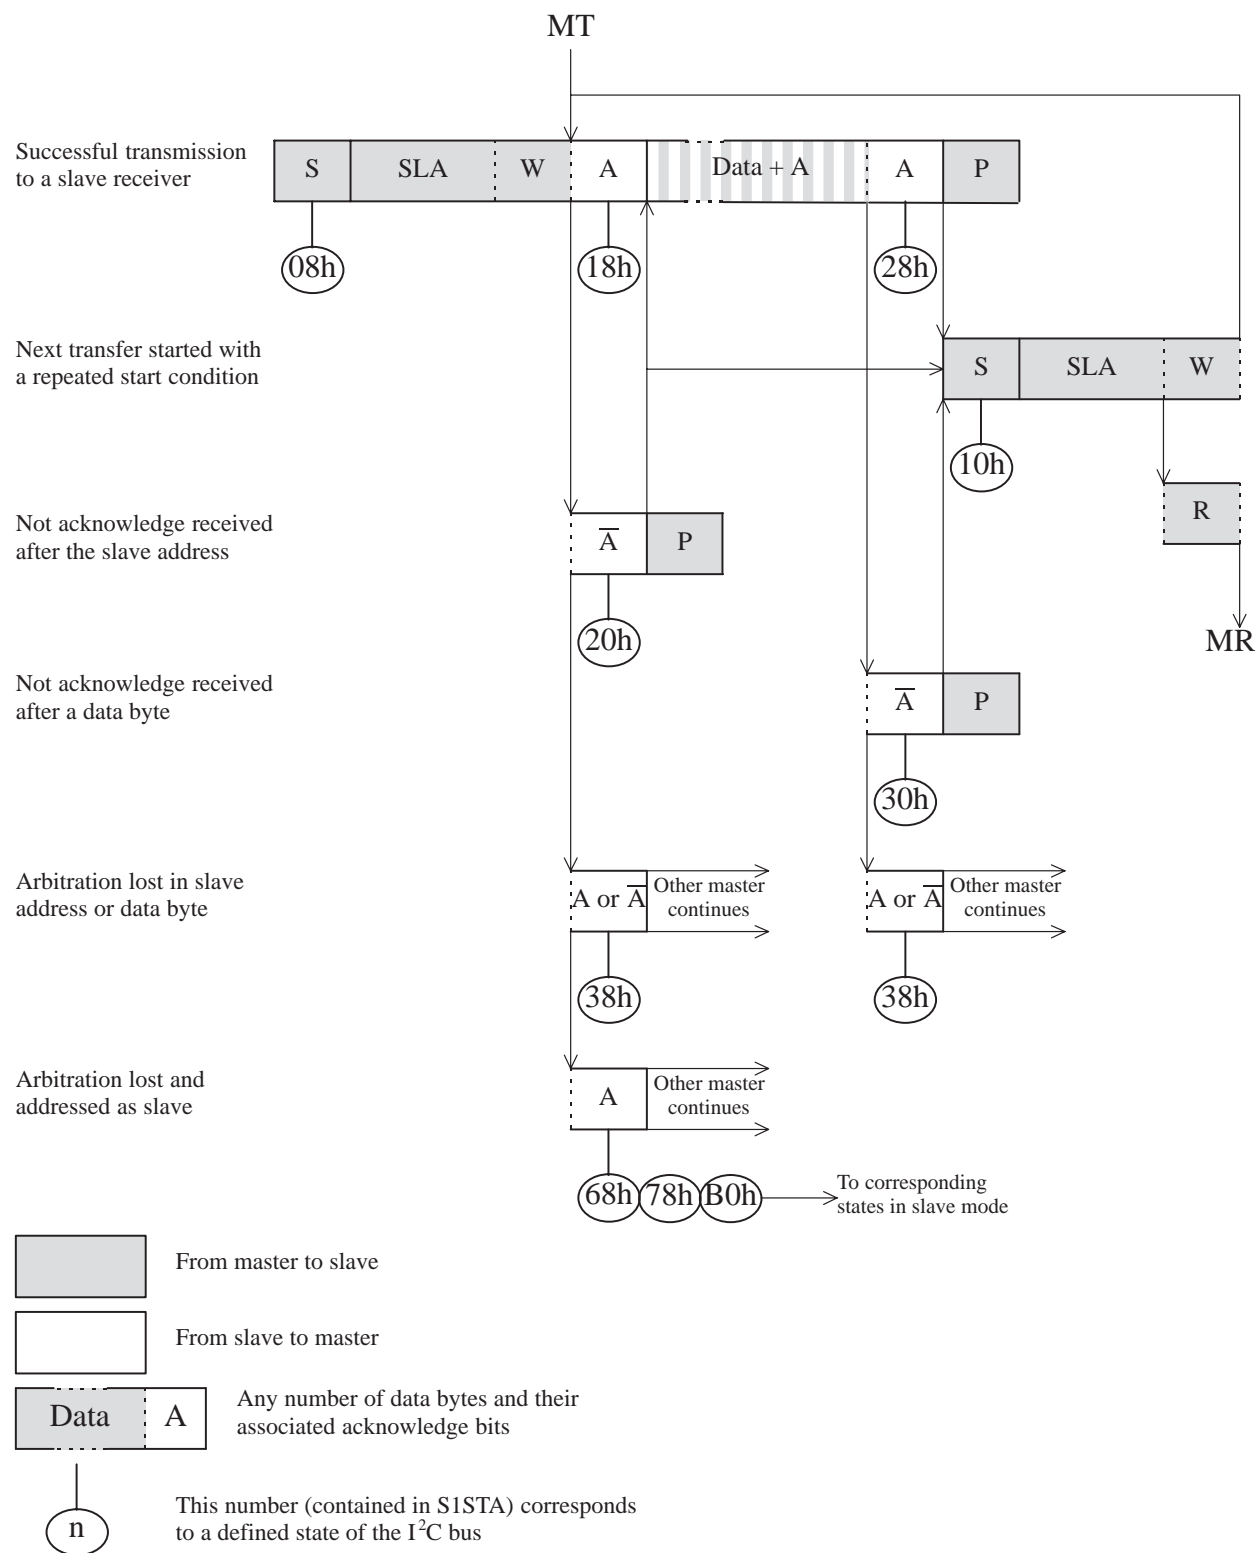 MT
Successful transmission
to a slave receiver
S SLA W A Data + A A P
08h 18h 28h
Next transfer started with
a repeated start condition
S SLA W
10h
Not acknowledge received
after the slave address
A̅ P
R
20h
MR
Not acknowledge received
after a data byte
A̅ P
30h
Arbitration lost in slave
address or data byte
A or A̅
Other master
continues
A or A̅
Other master
continues
38h 38h
Arbitration lost and
addressed as slave
A
Other master
continues
68h 78h B0h
To corresponding
states in slave mode
From master to slave
From slave to master
Data A
Any number of data bytes and their
associated acknowledge bits
n
This number (contained in S1STA) corresponds
to a defined state of the I²C bus